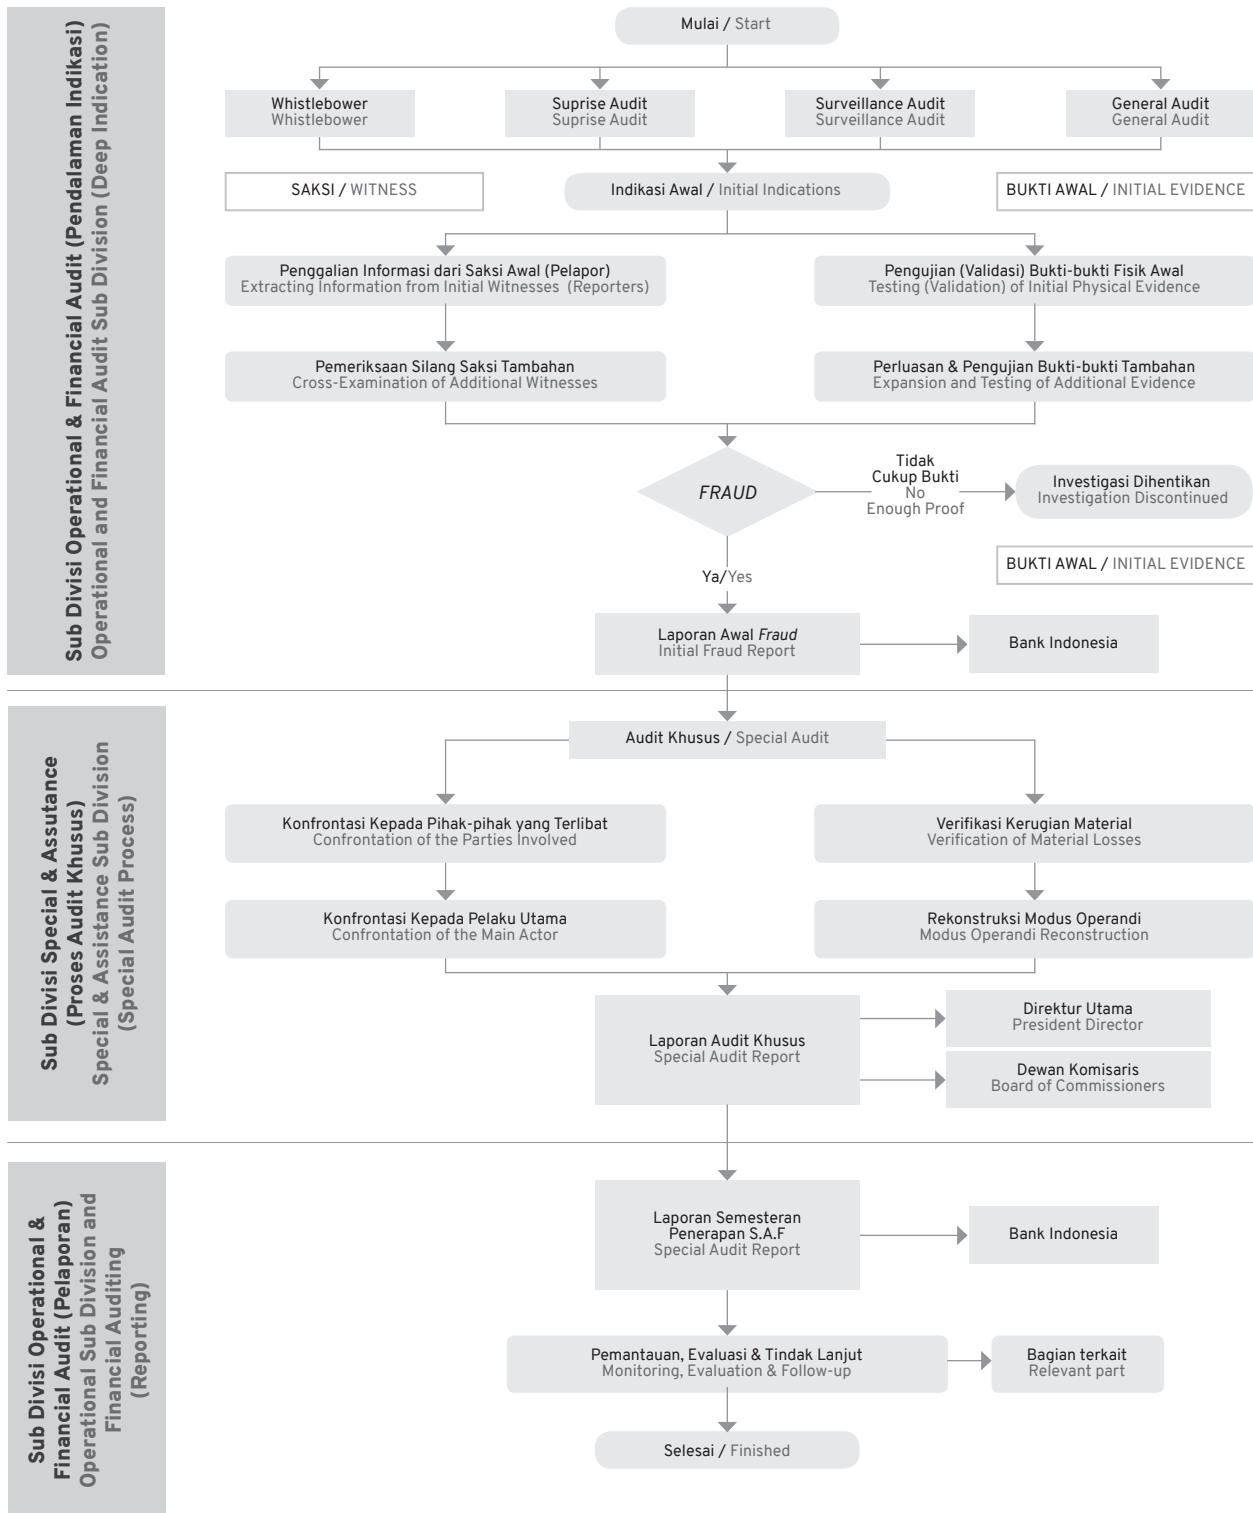 Sub Divisi Operational & Financial Audit (Pendalaman Indikasi)
Operational and Financial Audit Sub Division (Deep Indication)
Mulai / Start
Whistlebower
Whistlebower
Suprise Audit
Suprise Audit
Surveillance Audit
Surveillance Audit
General Audit
General Audit
SAKSI / WITNESS
Indikasi Awal / Initial Indications
BUKTI AWAL / INITIAL EVIDENCE
Penggalian Informasi dari Saksi Awal (Pelapor)
Extracting Information from Initial Witnesses (Reporters)
Pengujian (Validasi) Bukti-bukti Fisik Awal
Testing (Validation) of Initial Physical Evidence
Pemeriksaan Silang Saksi Tambahan
Cross-Examination of Additional Witnesses
Perluasan & Pengujian Bukti-bukti Tambahan
Expansion and Testing of Additional Evidence
FRAUD
Tidak
Cukup Bukti
No
Enough Proof
Investigasi Dihentikan
Investigation Discontinued
BUKTI AWAL / INITIAL EVIDENCE
Ya/Yes
Laporan Awal Fraud
Initial Fraud Report
Bank Indonesia
Sub Divisi Special & Assutance
(Proses Audit Khusus)
Special & Assistance Sub Division
(Special Audit Process)
Audit Khusus / Special Audit
Konfrontasi Kepada Pihak-pihak yang Terlibat
Confrontation of the Parties Involved
Verifikasi Kerugian Material
Verification of Material Losses
Konfrontasi Kepada Pelaku Utama
Confrontation of the Main Actor
Rekonstruksi Modus Operandi
Modus Operandi Reconstruction
Laporan Audit Khusus
Special Audit Report
Direktur Utama
President Director
Dewan Komisaris
Board of Commissioners
Sub Divisi Operational &
Financial Audit (Pelaporan)
Operational Sub Division and
Financial Auditing
(Reporting)
Laporan Semesteran
Penerapan S.A.F
Special Audit Report
Bank Indonesia
Pemantauan, Evaluasi & Tindak Lanjut
Monitoring, Evaluation & Follow-up
Bagian terkait
Relevant part
Selesai / Finished